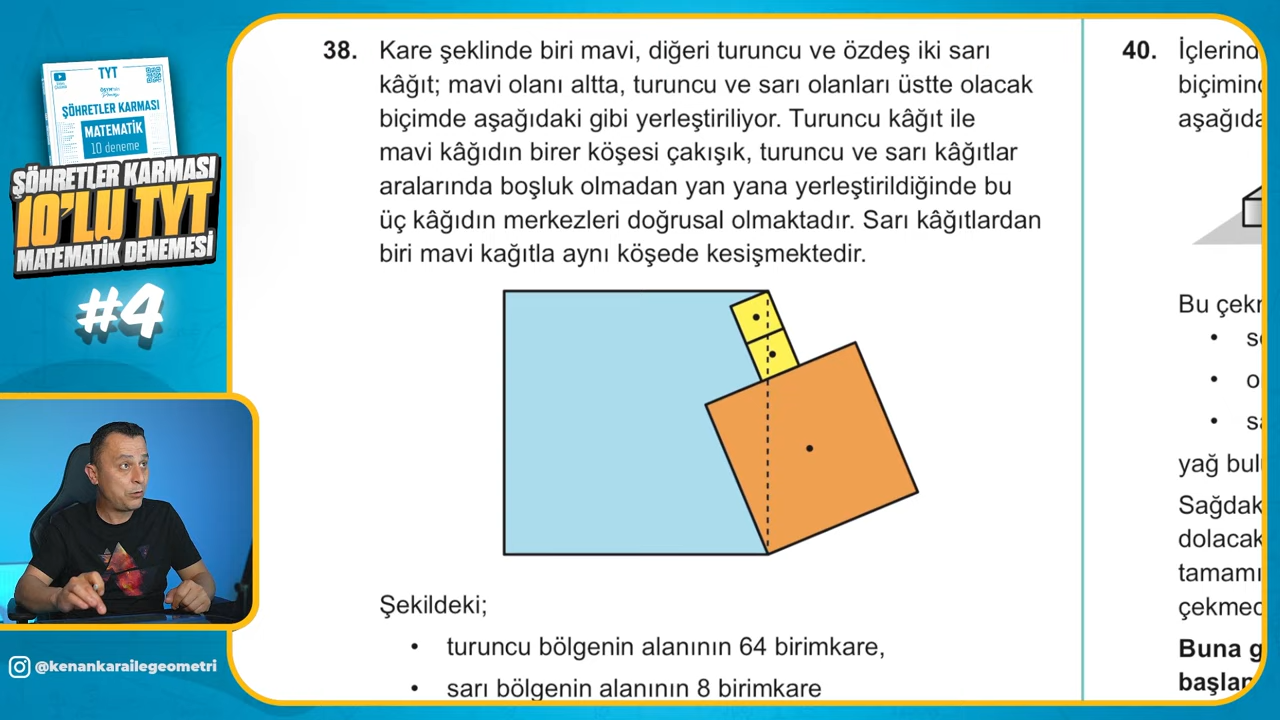 TYT
ŞÖHRETLER KARMASI
MATEMATİK
10 deneme
ŞÖHRETLER KARMASI
10'LU TYT
MATEMATİK DENEMESİ
#4
@kenankarailegeometri
38. Kare şeklinde biri mavi, diğeri turuncu ve özdeş iki sarı
kâğıt; mavi olanı altta, turuncu ve sarı olanları üstte olacak
biçimde aşağıdaki gibi yerleştiriliyor. Turuncu kâğıt ile
mavi kâğıdın birer köşesi çakışık, turuncu ve sarı kâğıtlar
aralarında boşluk olmadan yan yana yerleştirildiğinde bu
üç kâğıdın merkezleri doğrusal olmaktadır. Sarı kâğıtlardan
biri mavi kağıtla aynı köşede kesişmektedir.
Şekildeki;
• turuncu bölgenin alanının 64 birimkare,
• sarı bölgenin alanının 8 birimkare
40. İçlerind
biçiminc
aşağıda
Bu çekr
• s
• o
• sa
yağ bul
Sağdak
dolacak
tamamı
çekmec
Buna g
başlan